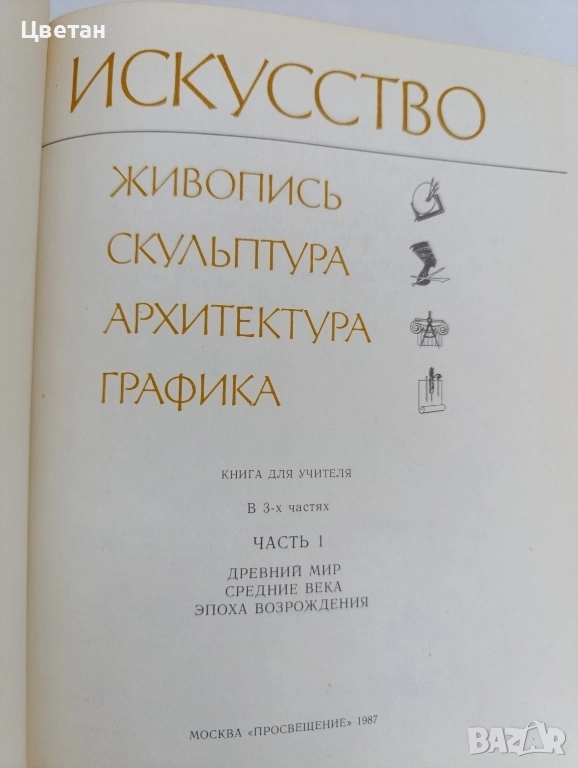 Цветан
ИСКУССТВО
ЖИВОПИСЬ
СКУЛЬПТУРА
АРХИТЕКТУРА
ГРАФИКА
КНИГА ДЛЯ УЧИТЕЛЯ
В 3-х частях
ЧАСТЬ I
ДРЕВНИЙ МИР
СРЕДНИЕ ВЕКА
ЭПОХА ВОЗРОЖДЕНИЯ
МОСКВА «ПРОСВЕЩЕНИЕ» 1987
BAZAR